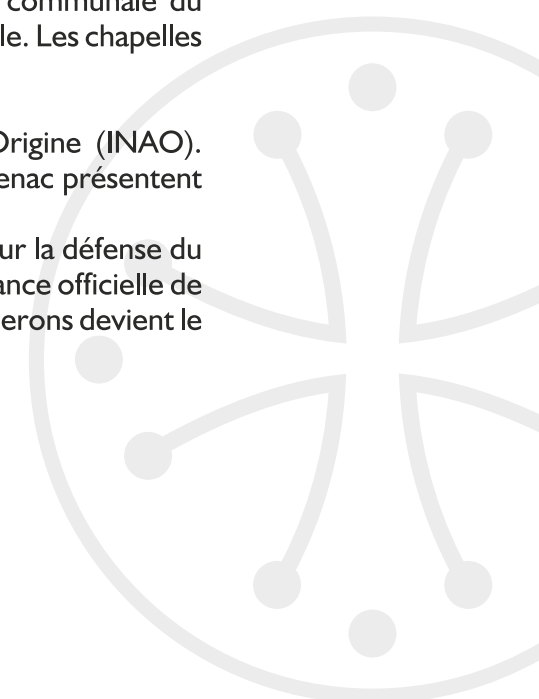 communale du
le. Les chapelles
Origine (INAO).
enac présentent
ur la défense du
ance officielle de
erons devient le